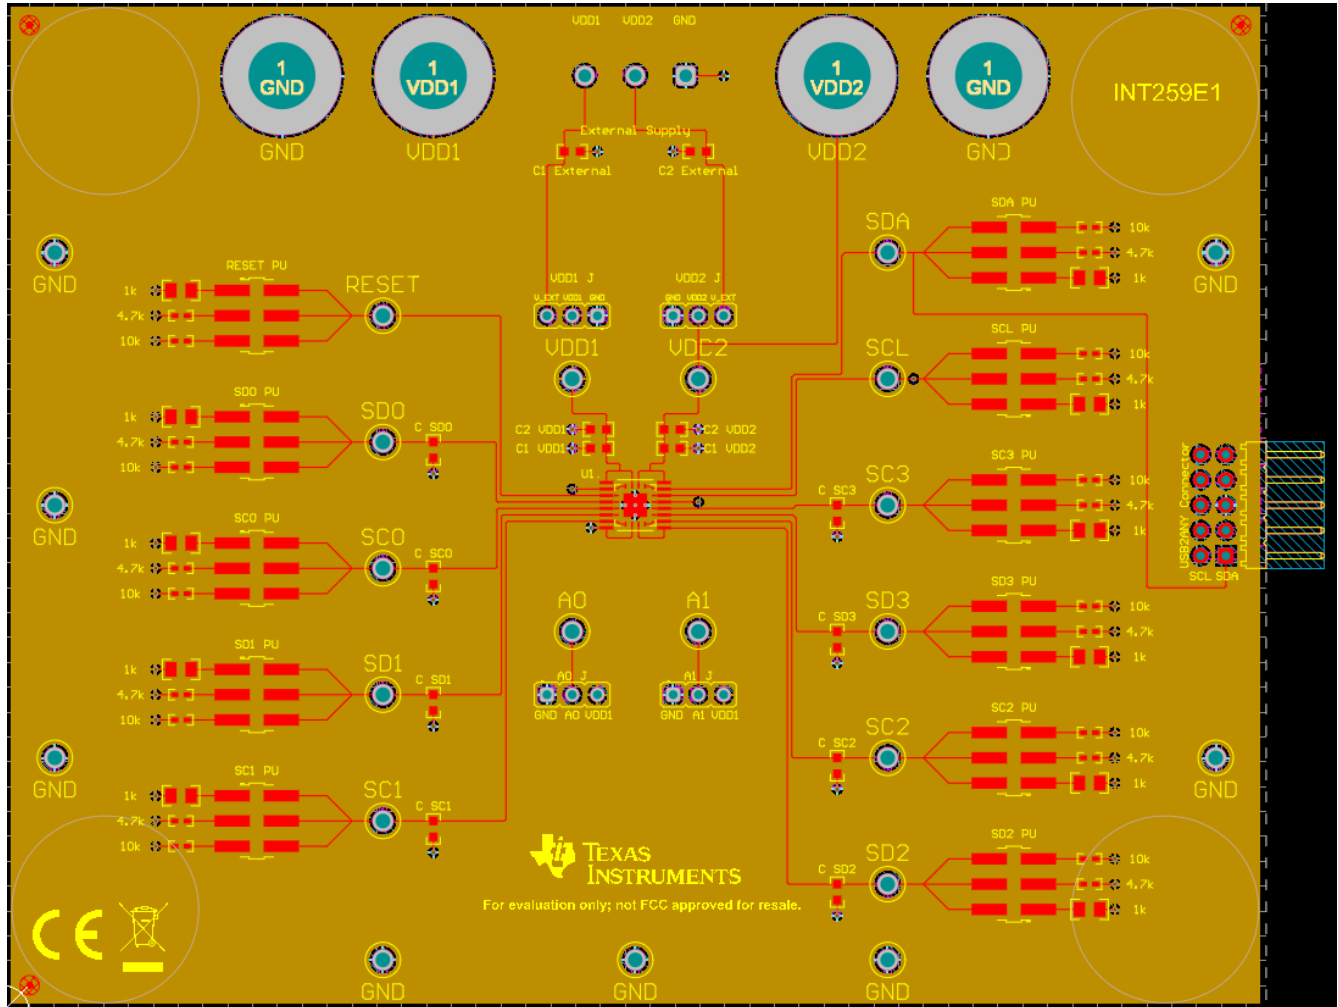 VDD1 VDD2 GND
1 GND
1 VDD1
1 VDD2
1 GND
INT259E1
GND VDD1 VDD2 GND
External Supply
C1 External C2 External
SDA PU
SDA
10k
4.7k
1k
GND
GND
RESET PU
RESET
1k
4.7k
10k
VDD1 J
V_EXT VDD1 GND
VDD2 J
GND VDD2 V_EXT
VDD1 VDD2
SCL PU
SCL
10k
4.7k
1k
SD0 PU
SD0
C SD0
1k
4.7k
10k
C2 VDD1
C1 VDD1
C2 VDD2
C1 VDD2
U1
SC3 PU
SC3
C SC3
10k
4.7k
1k
USB2ANY Connector
SCL SDA
GND
SC0 PU
SC0
C SC0
1k
4.7k
10k
A0 A1
A0 J
GND A0 VDD1
A1 J
GND A1 VDD1
SD3 PU
SD3
C SD3
10k
4.7k
1k
SD1 PU
SD1
C SD1
1k
4.7k
10k
SC2 PU
SC2
C SC2
10k
4.7k
1k
GND
GND
SC1 PU
SC1
C SC1
1k
4.7k
10k
SD2 PU
SD2
C SD2
10k
4.7k
1k
TEXAS
INSTRUMENTS
For evaluation only; not FCC approved for resale.
CE
GND GND GND